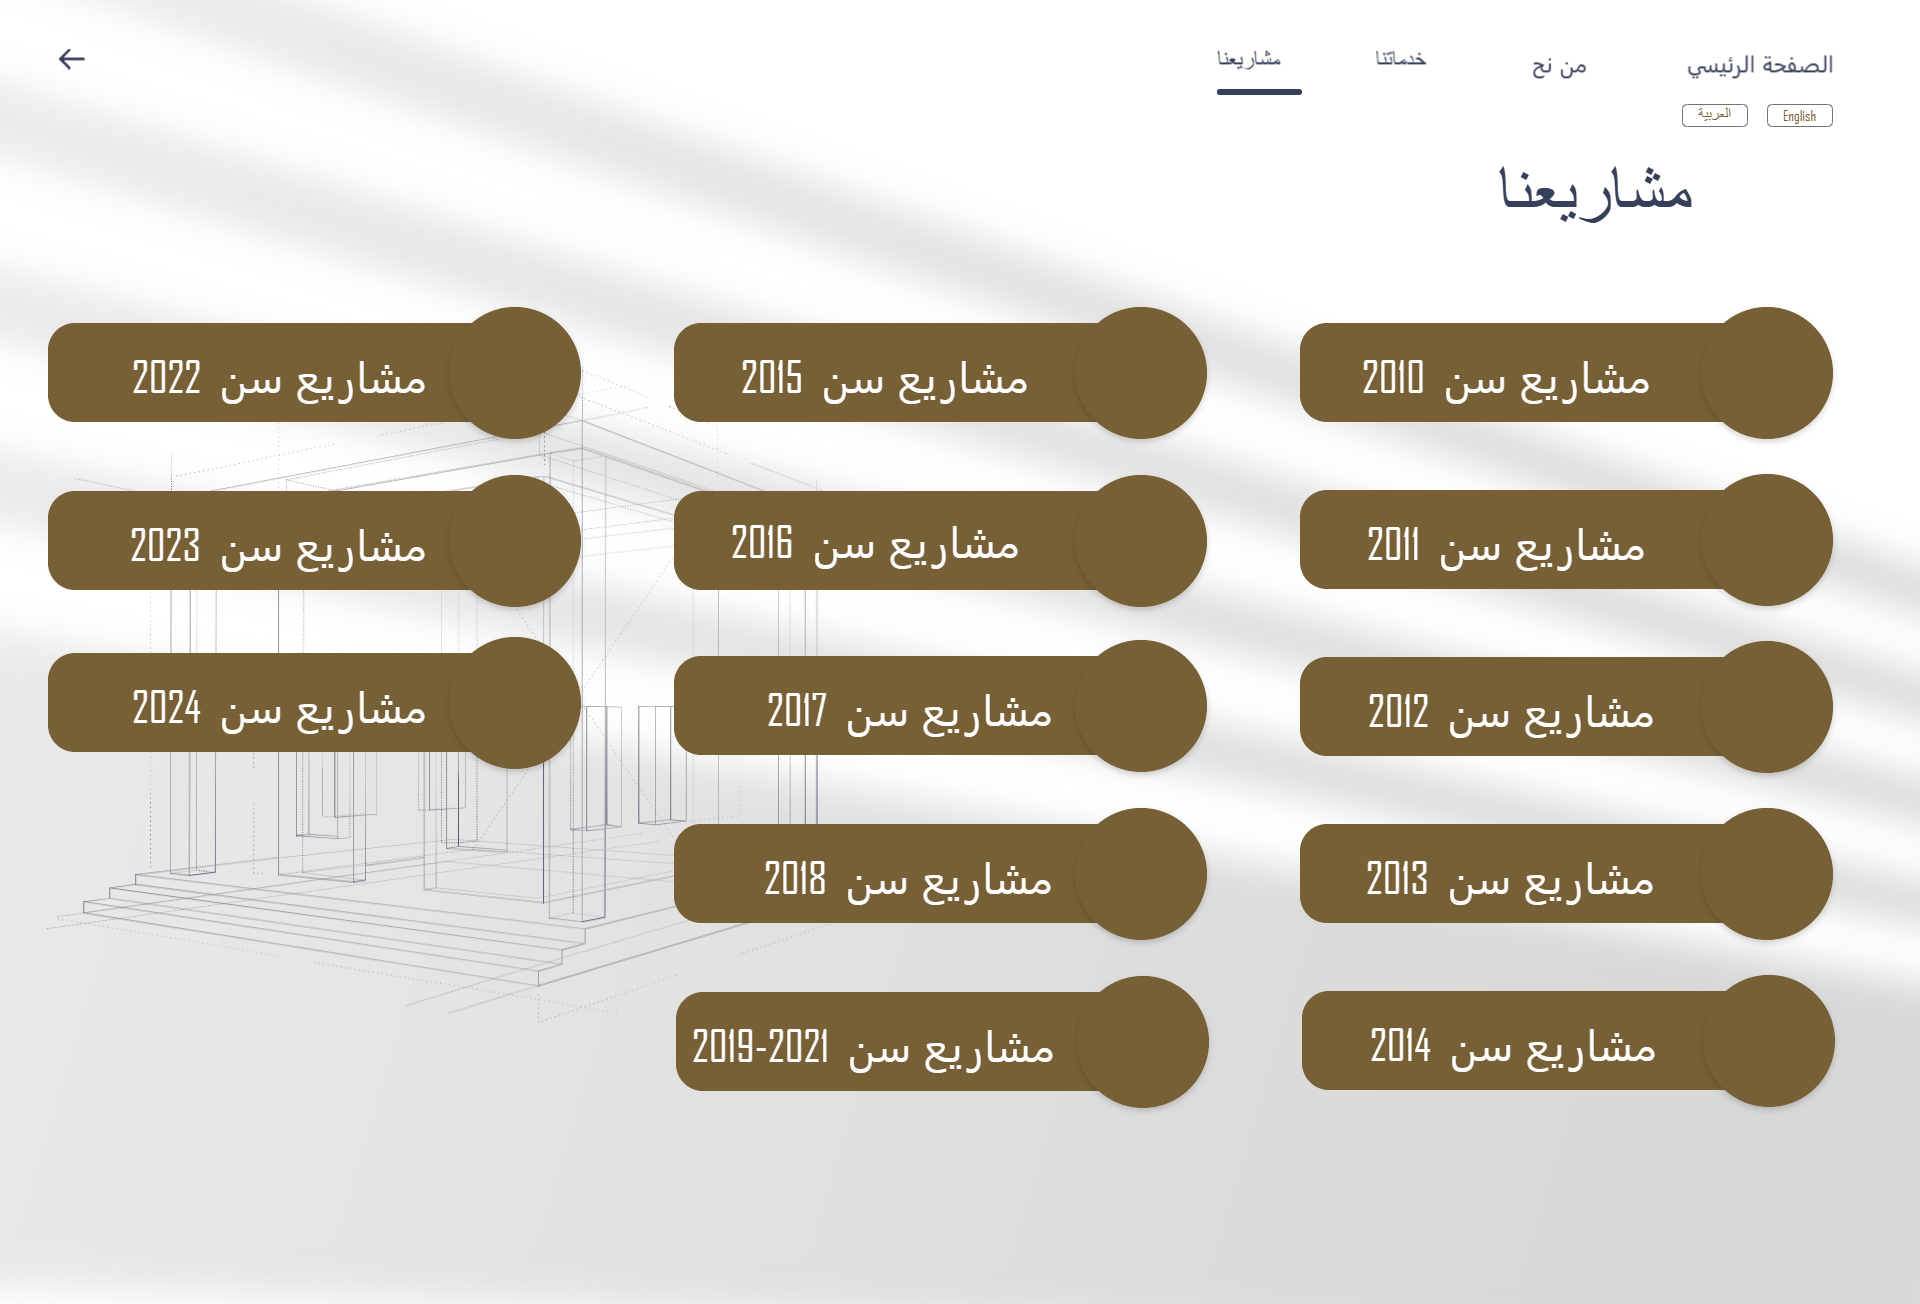 الصفحة الرئيسي
من نح
خدماتنا
مشاريعنا
English
العربية
مشاريعنا
مشاريع سن 2010
مشاريع سن 2011
مشاريع سن 2012
مشاريع سن 2013
مشاريع سن 2014
مشاريع سن 2015
مشاريع سن 2016
مشاريع سن 2017
مشاريع سن 2018
مشاريع سن 2019-2021
مشاريع سن 2022
مشاريع سن 2023
مشاريع سن 2024